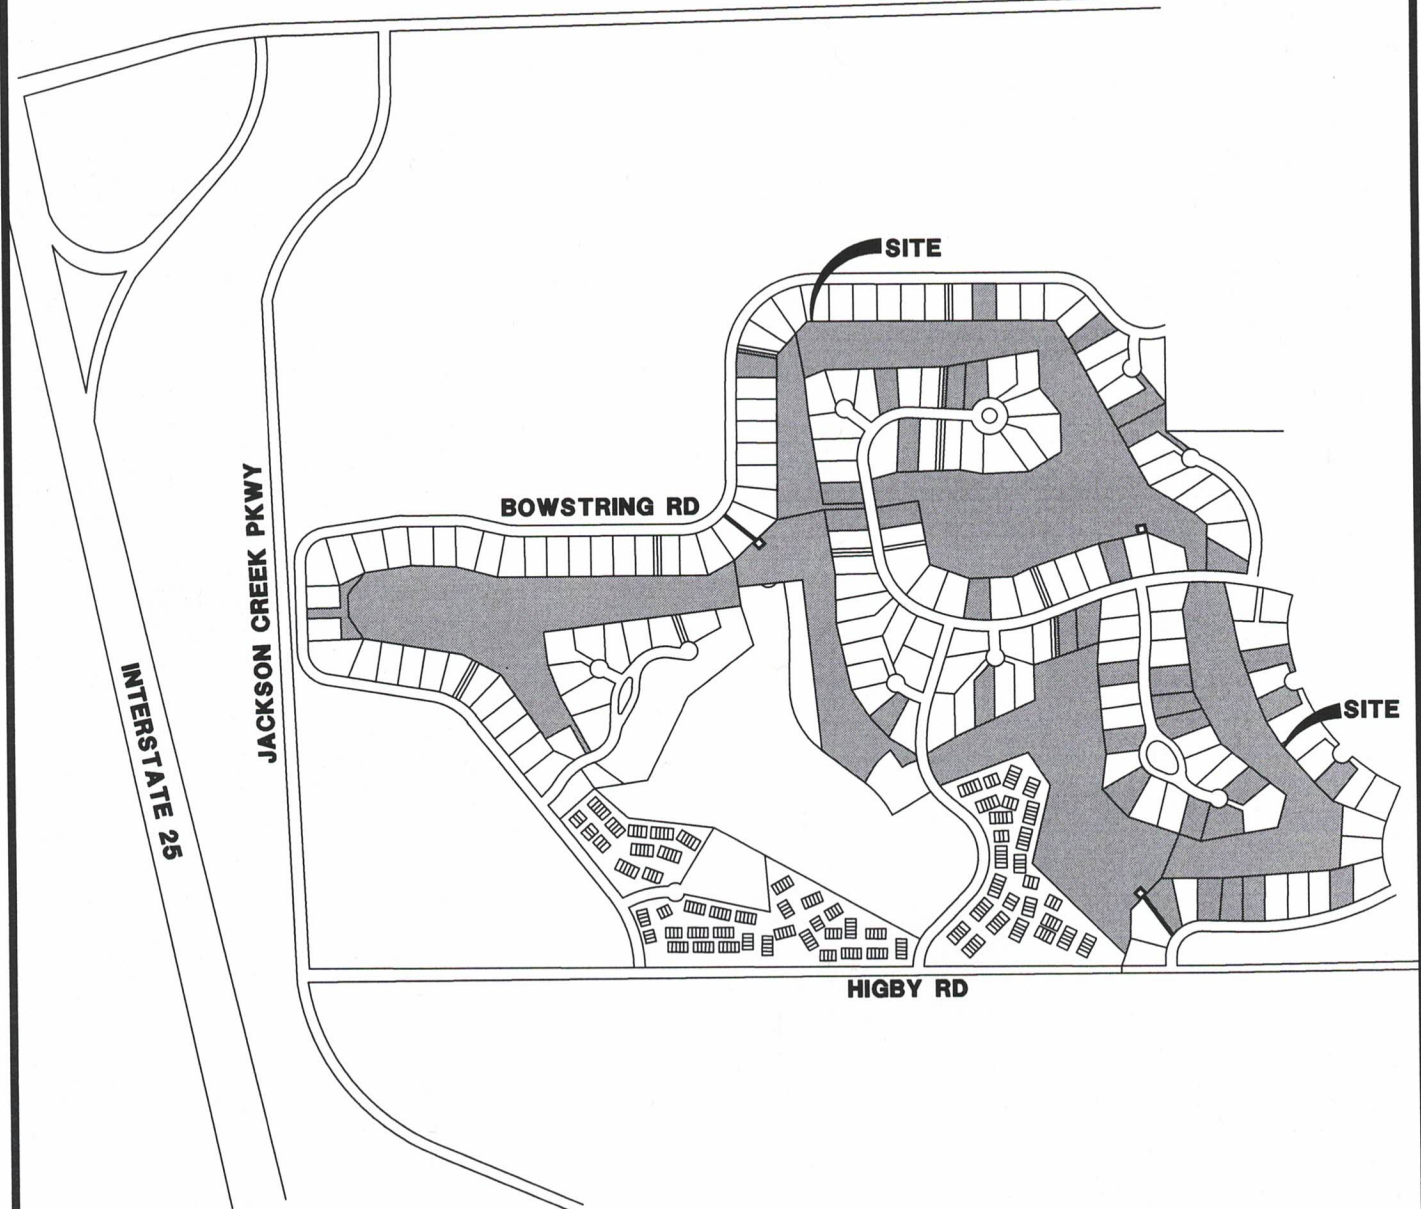 SITE
BOWSTRING RD
JACKSON CREEK PKWY
INTERSTATE 25
SITE
HIGBY RD